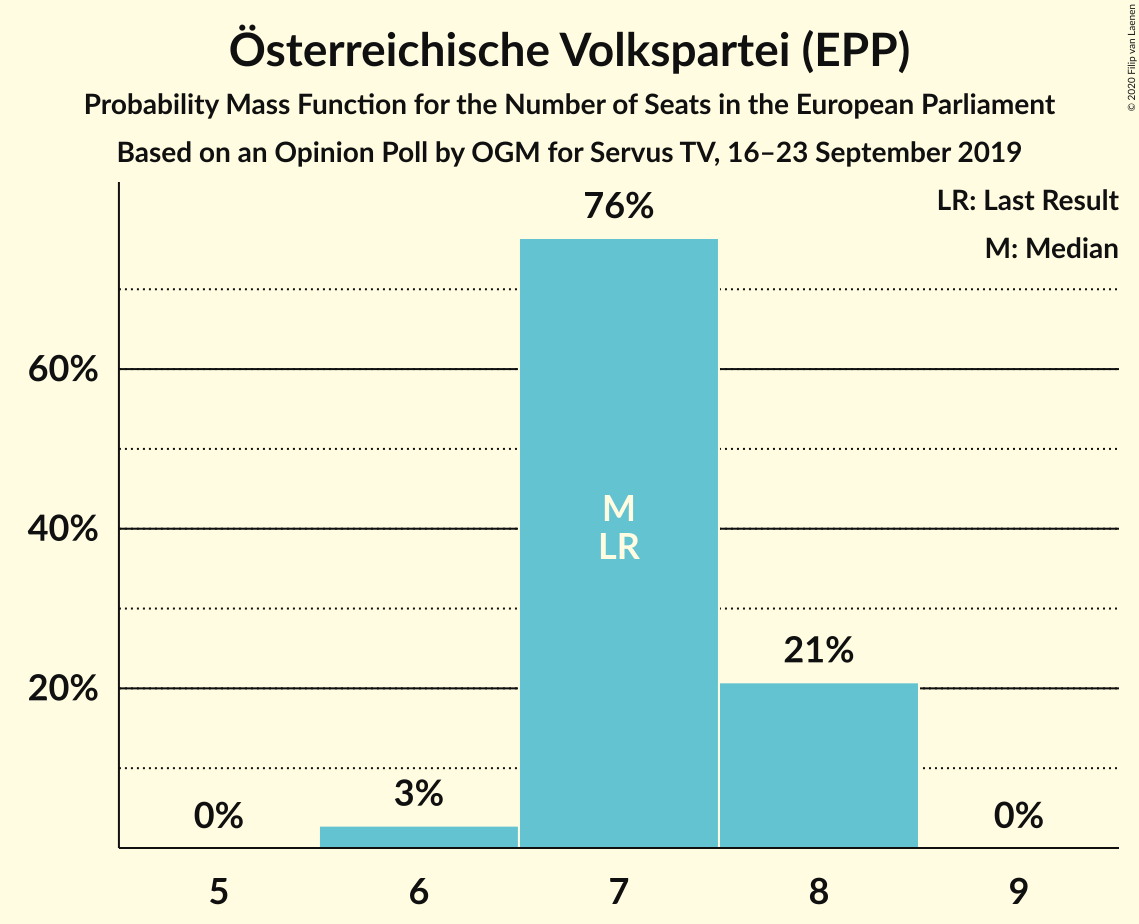 Österreichische Volkspartei (EPP)
Probability Mass Function for the Number of Seats in the European Parliament
Based on an Opinion Poll by OGM for Servus TV, 16–23 September 2019
© 2020 Filip van Laenen
LR: Last Result
M: Median
76%
60%
40%
20%
M
LR
21%
3%
0%
0%
5 6 7 8 9